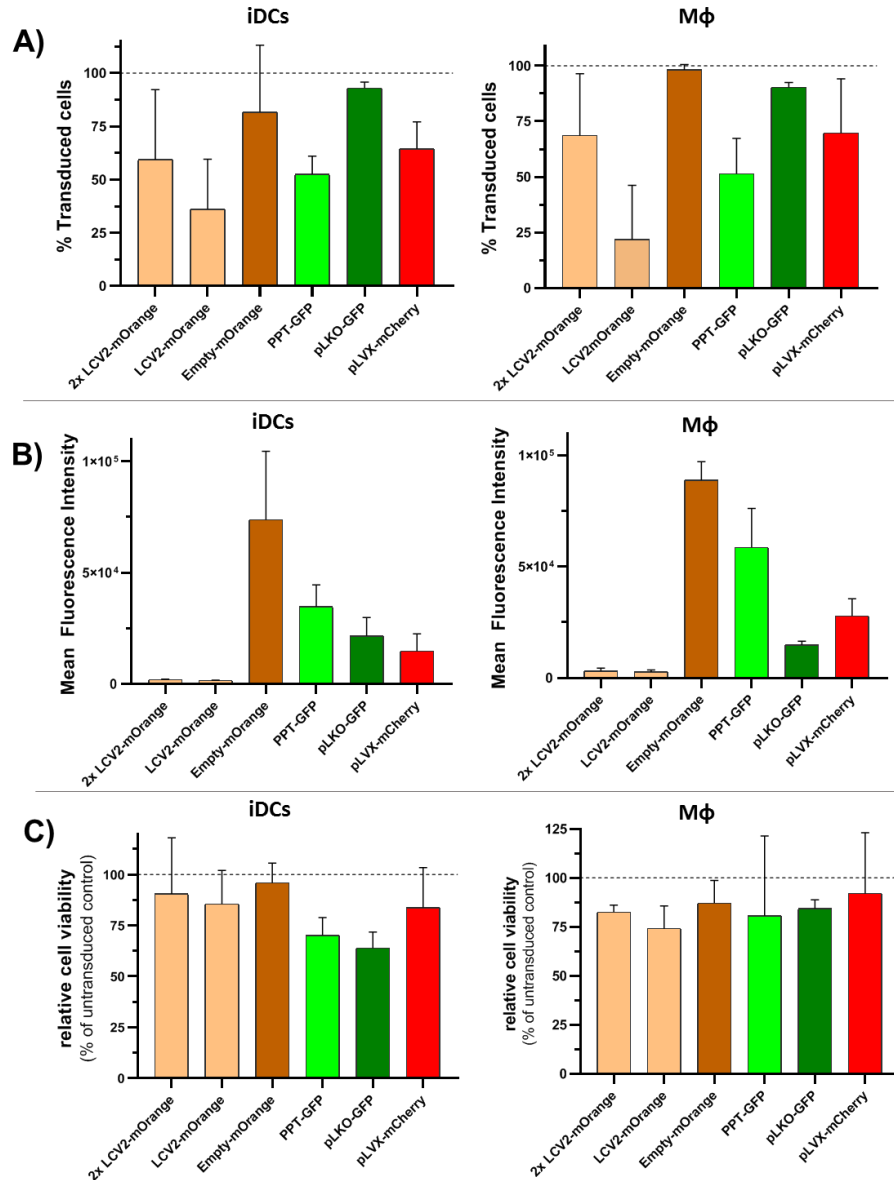 iDCs
Mϕ
A)
% Transduced cells
100
75
50
25
0
2x LCV2-mOrange
LCV2-mOrange
Empty-mOrange
PPT-GFP
pLKO-GFP
pLVX-mCherry
% Transduced cells
100
75
50
25
0
2x LCV2-mOrange
LCV2mOrange
Empty-mOrange
PPT-GFP
pLKO-GFP
pLVX-mCherry
iDCs
Mϕ
B)
Mean Fluorescence Intensity
1×10⁵
5×10⁴
0
2x LCV2-mOrange
LCV2-mOrange
Empty-mOrange
PPT-GFP
pLKO-GFP
pLVX-mCherry
Mean Fluorescence Intensity
1×10⁵
5×10⁴
0
2x LCV2-mOrange
LCV2-mOrange
Empty-mOrange
PPT-GFP
pLKO-GFP
pLVX-mCherry
iDCs
Mϕ
C)
relative cell viability
(% of untransduced control)
100
75
50
25
0
2x LCV2-mOrange
LCV2-mOrange
Empty-mOrange
PPT-GFP
pLKO-GFP
pLVX-mCherry
relative cell viability
(% of untransduced control)
125
100
75
50
25
0
2x LCV2-mOrange
LCV2-mOrange
Empty-mOrange
PPT-GFP
pLKO-GFP
pLVX-mCherry